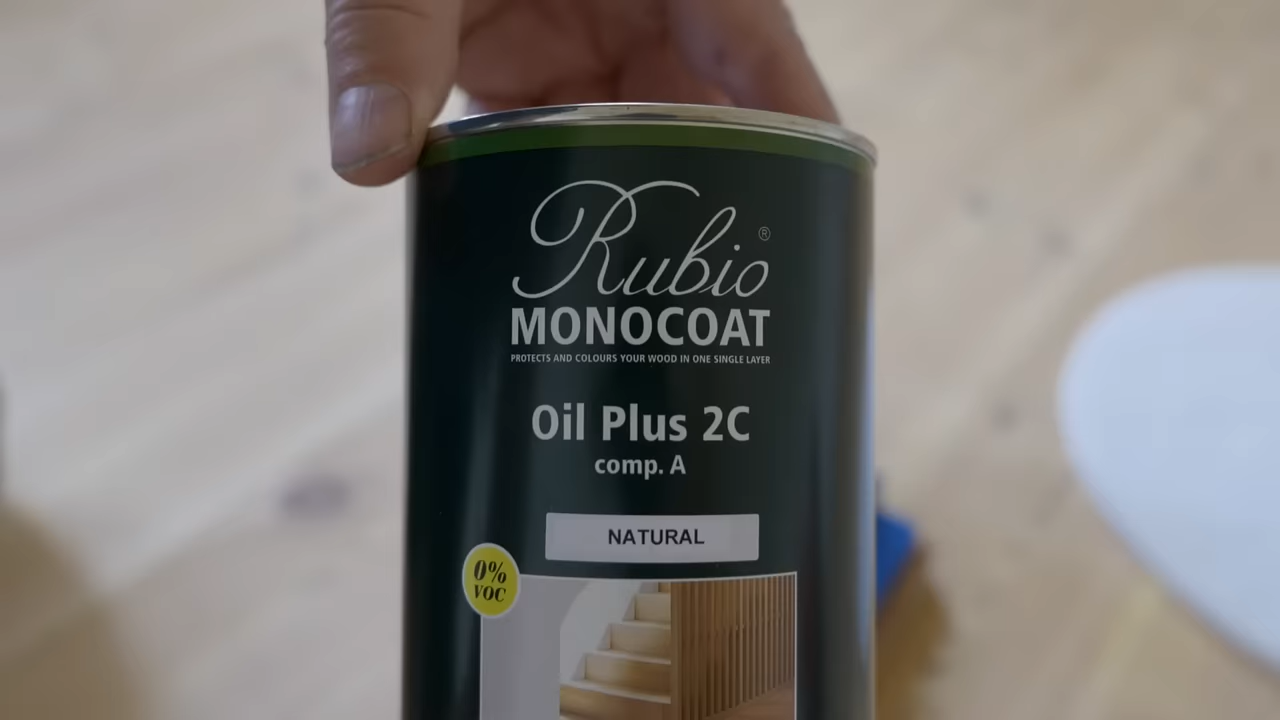 Rubio®
MONOCOAT
PROTECTS AND COLOURS YOUR WOOD IN ONE SINGLE LAYER
Oil Plus 2C
comp. A
NATURAL
0%
VOC